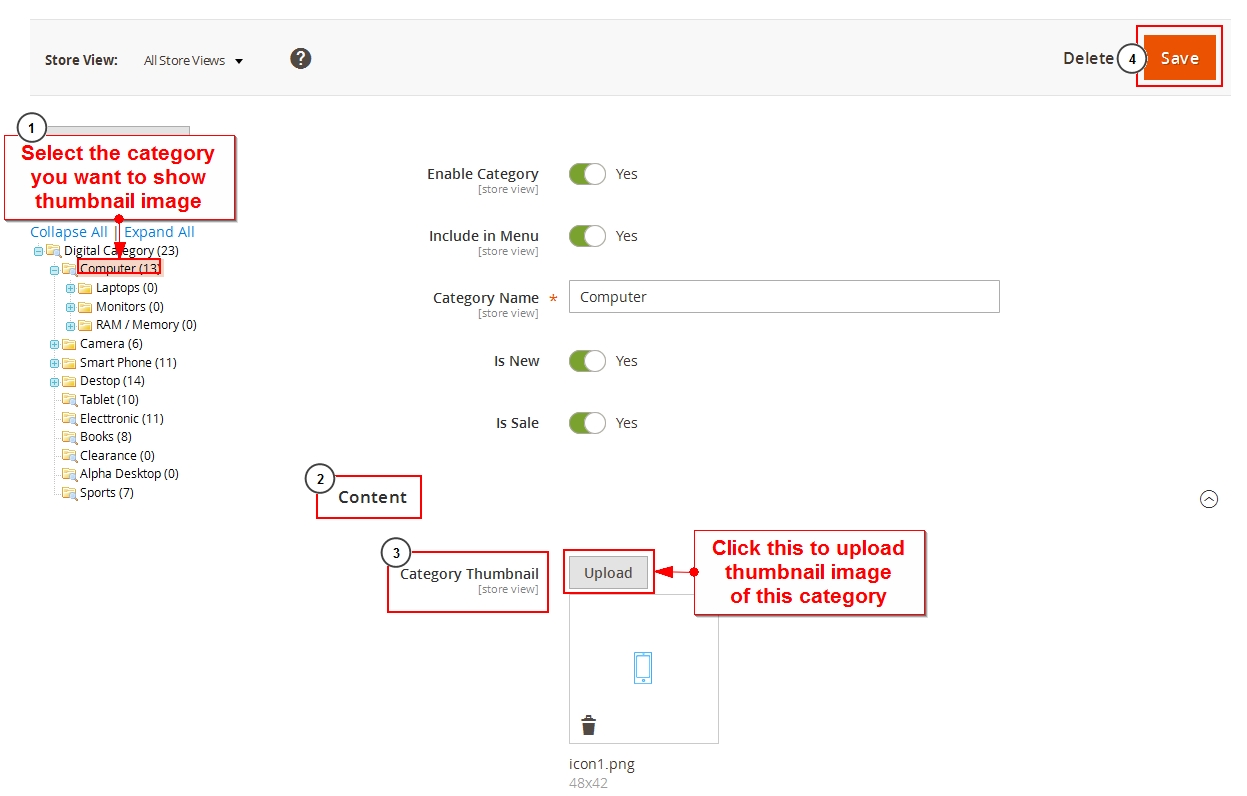 Store View:
All Store Views
?
Delete
4
Save
1
Select the category
you want to show
thumbnail image
Collapse All | Expand All
Digital Category (23)
Computer (13)
Laptops (0)
Monitors (0)
RAM / Memory (0)
Camera (6)
Smart Phone (11)
Destop (14)
Tablet (10)
Electtronic (11)
Books (8)
Clearance (0)
Alpha Desktop (0)
Sports (7)
Enable Category
[store view]
Yes
Include in Menu
[store view]
Yes
Category Name *
[store view]
Computer
Is New
Yes
Is Sale
Yes
2
Content
3
Category Thumbnail
[store view]
Upload
Click this to upload
thumbnail image
of this category
icon1.png
48x42